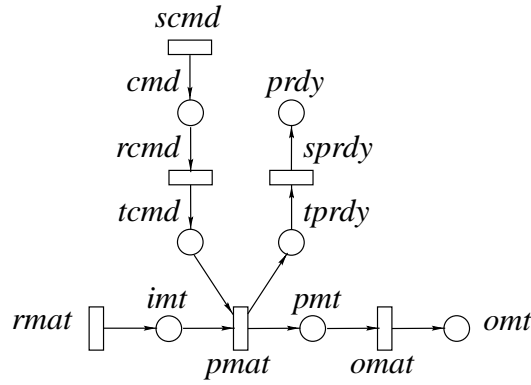 scmd
cmd prdy
rcmd sprdy
tcmd tprdy
imt pmt
rmat omt
pmat omat